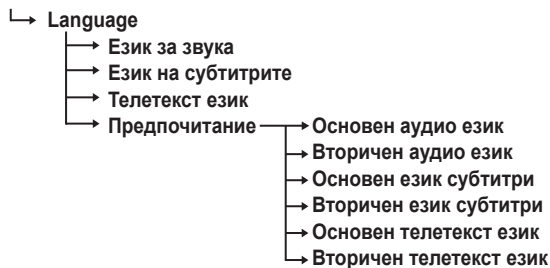 Language
Език за звука
Език на субтитрите
Телетекст език
Предпочитание
Основен аудио език
Вторичен аудио език
Основен език субтитри
Вторичен език субтитри
Основен телетекст език
Вторичен телетекст език